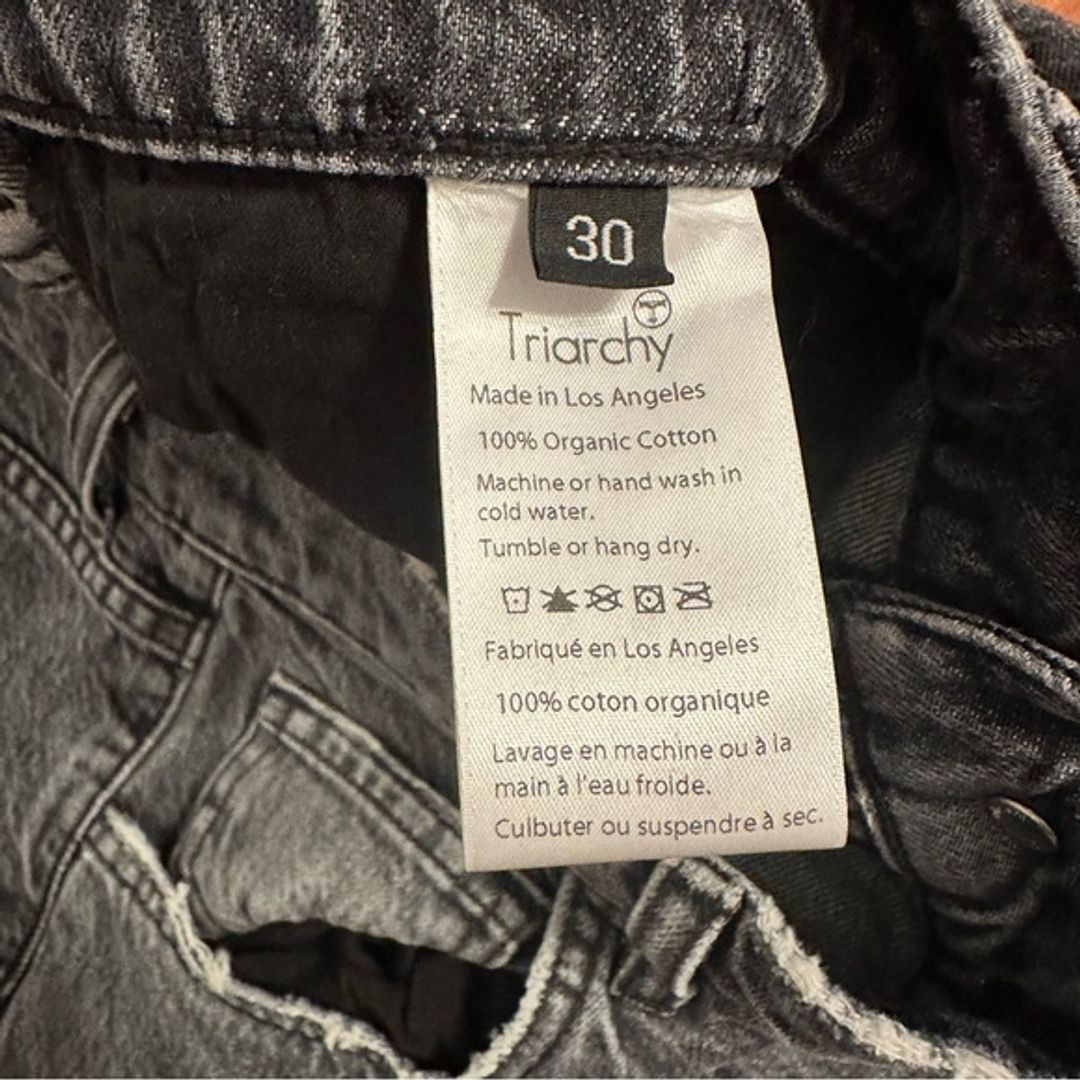 30
Triarchy
Made in Los Angeles
100% Organic Cotton
Machine or hand wash in
cold water.
Tumble or hang dry.
Fabriqué en Los Angeles
100% coton organique
Lavage en machine ou à la
main à l'eau froide.
Culbuter ou suspendre à sec.